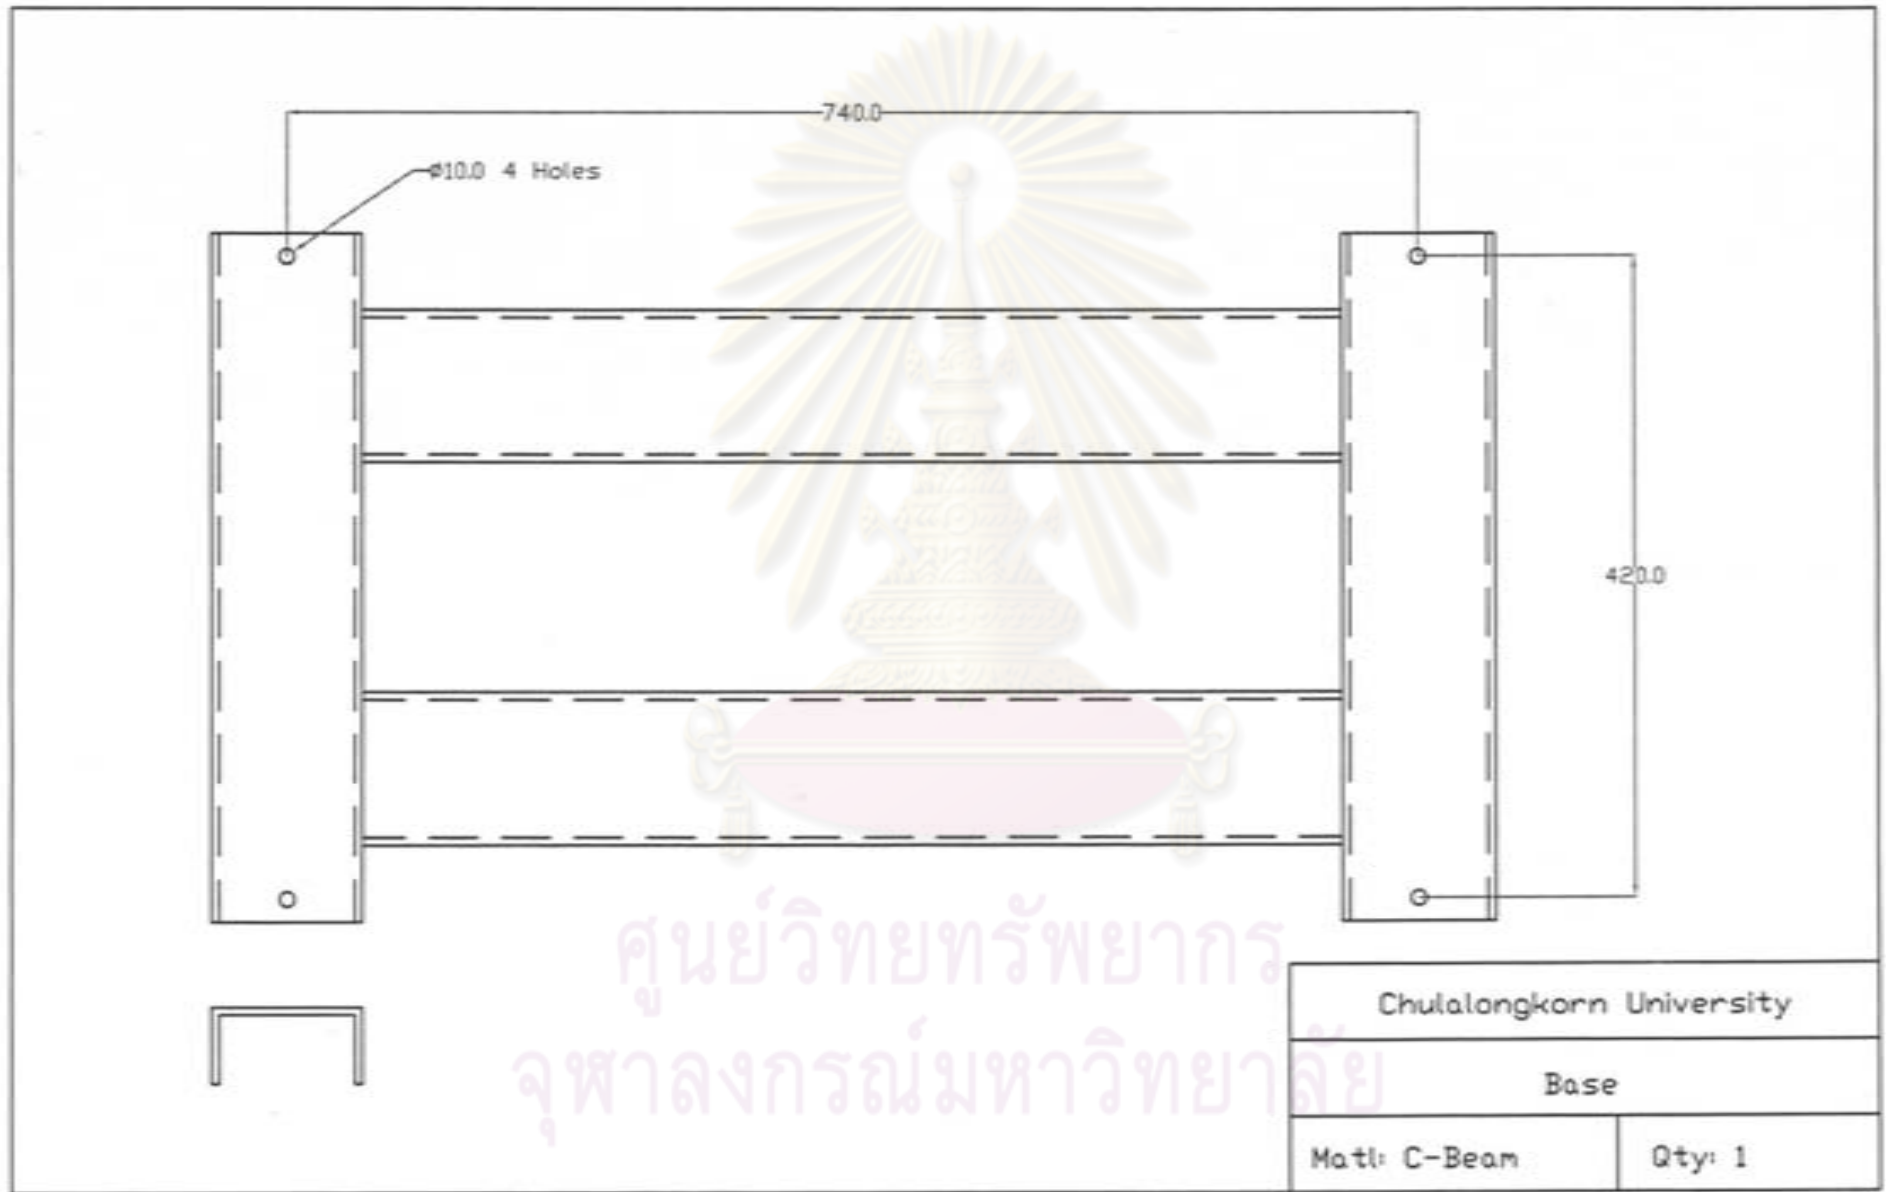 740.0
ø10.0 4 Holes
420.0
ศูนย์วิทยทรัพยากร
จุฬาลงกรณ์มหาวิทยาลัย
Chulalongkorn University
Base
Matl: C-Beam
Qty: 1